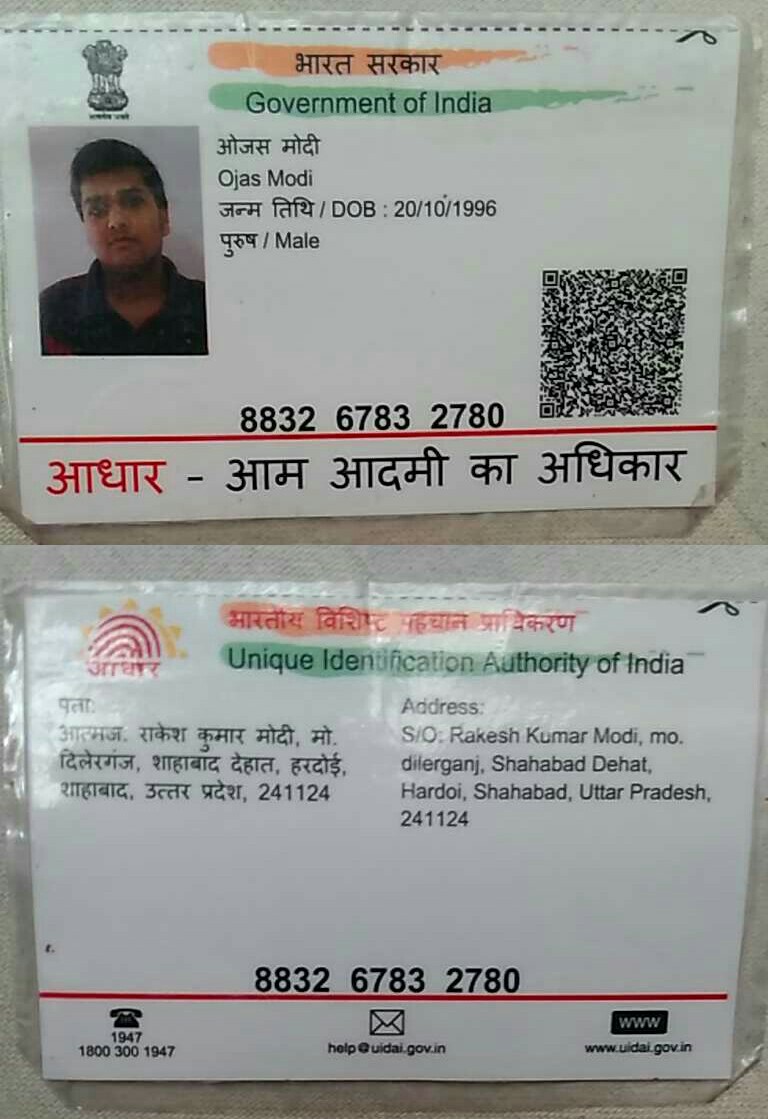 भारत सरकार
Government of India
ओजस मोदी
Ojas Modi
जन्म तिथि / DOB : 20/10/1996
पुरुष / Male
8832 6783 2780
आधार - आम आदमी का अधिकार
भारतीय विशिष्ट पहचान प्राधिकरण
Unique Identification Authority of India
आधार
पता:
आत्मज: राकेश कुमार मोदी, मो.
दिलेरगंज, शाहाबाद देहात, हरदोई,
शाहाबाद, उत्तर प्रदेश, 241124
Address:
S/O: Rakesh Kumar Modi, mo.
dilerganj, Shahabad Dehat,
Hardoi, Shahabad, Uttar Pradesh,
241124
8832 6783 2780
1947
1800 300 1947
help@uidai.gov.in
www
www.uidai.gov.in